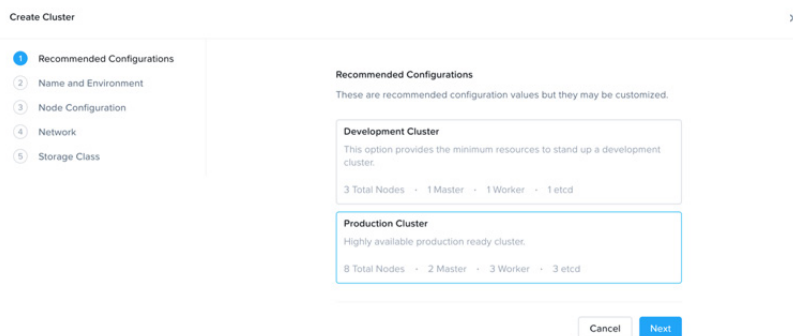 Create Cluster
1 Recommended Configurations
2 Name and Environment
3 Node Configuration
4 Network
5 Storage Class
Recommended Configurations
These are recommended configuration values but they may be customized.
Development Cluster
This option provides the minimum resources to stand up a development
cluster.
3 Total Nodes - 1 Master - 1 Worker - 1 etcd
Production Cluster
Highly available production ready cluster.
8 Total Nodes - 2 Master - 3 Worker - 3 etcd
Cancel Next